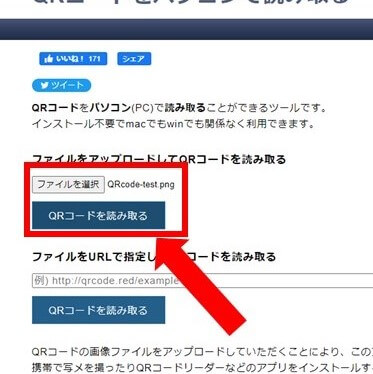 QRコードをパソコンで読み取る
いいね！ 171 シェア
ツイート
QRコードをパソコン(PC)で読み取ることができるツールです。
インストール不要でmacでもwinでも関係なく利用できます。
ファイルをアップロードしてQRコードを読み取る
ファイルを選択 QRcode-test.png
QRコードを読み取る
ファイルをURLで指定し コードを読み取る
例) http://qrcode.red/example
QRコードを読み取る
QRコードの画像ファイルをアップロードしていただくことにより、この
携帯で写メを撮ったりQRコードリーダーなどのアプリをインストールす